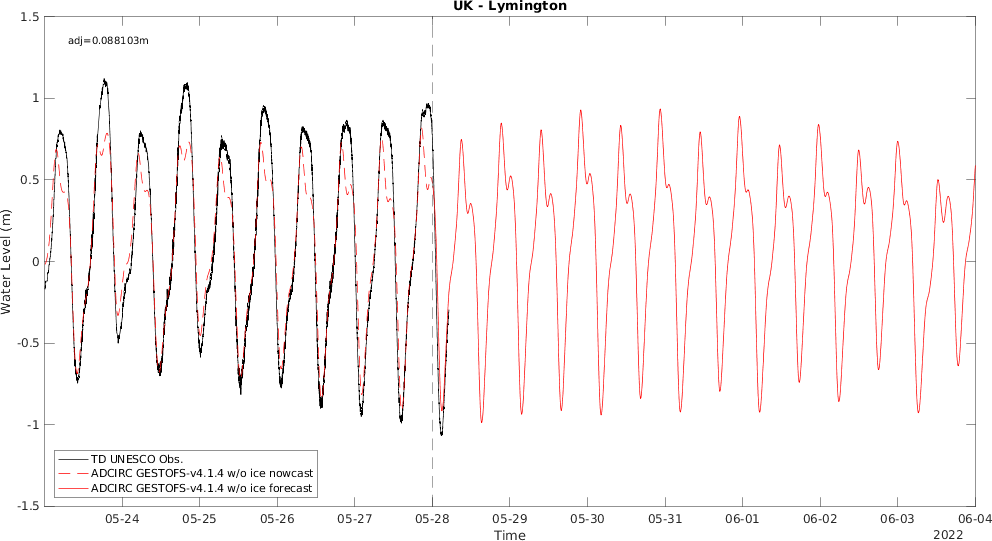 UK - Lymington
adj=0.088103m
1.5
1
0.5
0
-0.5
-1
-1.5
Water Level (m)
TD UNESCO Obs.
ADCIRC GESTOFS-v4.1.4 w/o ice nowcast
ADCIRC GESTOFS-v4.1.4 w/o ice forecast
05-24 05-25 05-26 05-27 05-28 05-29 05-30 05-31 06-01 06-02 06-03 06-04
Time
2022